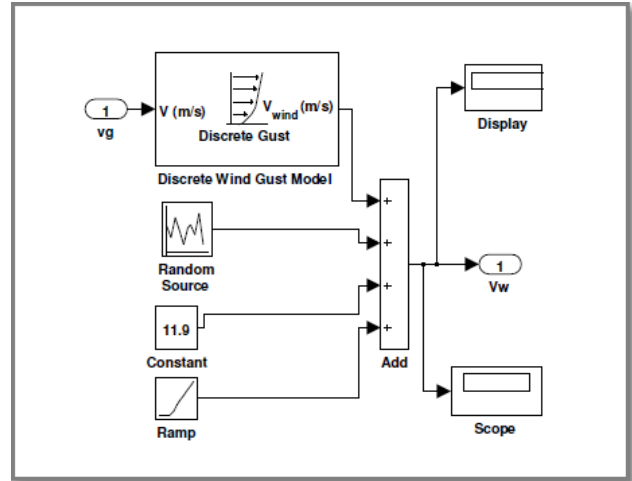 1
vg
V (m/s)
V wind (m/s)
Discrete Gust
Discrete Wind Gust Model
Display
+
Random
Source
+
1
Vw
+
11.9
Constant
+
Add
Ramp
Scope